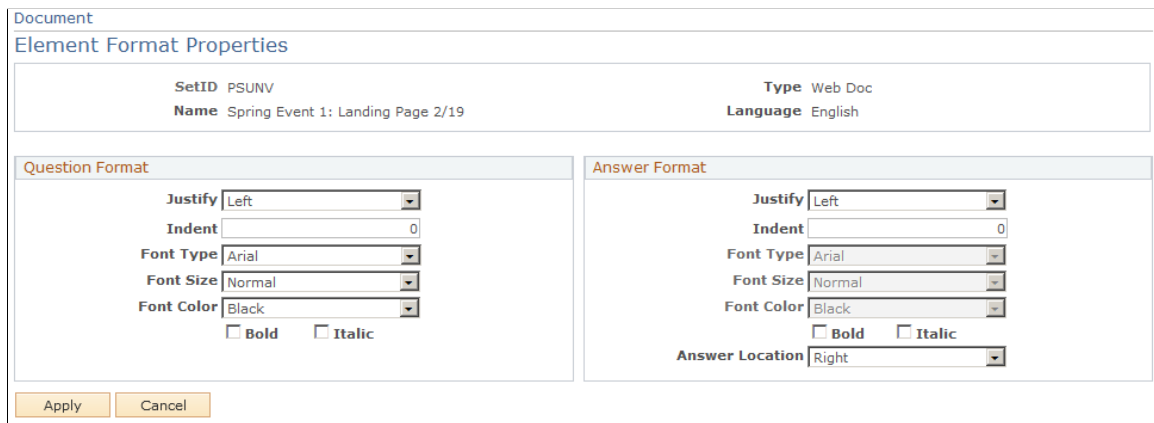 Document
Element Format Properties
SetID PSUNV Type Web Doc
Name Spring Event 1: Landing Page 2/19 Language English
Question Format
Justify Left
Indent 0
Font Type Arial
Font Size Normal
Font Color Black
Bold Italic
Answer Format
Justify Left
Indent 0
Font Type Arial
Font Size Normal
Font Color Black
Bold Italic
Answer Location Right
Apply Cancel